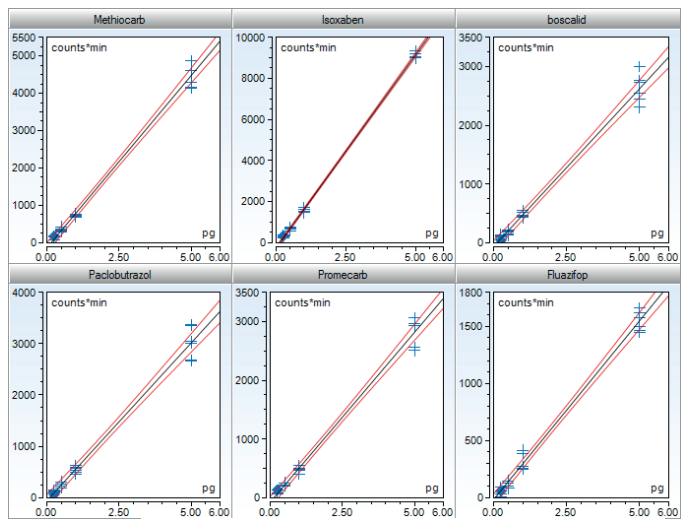 Methiocarb
5500
counts*min
5000
4000
3000
2000
1000
0
pg
0.00 2.50 5.00 6.00
Isoxaben
10000
counts*min
8000
6000
4000
2000
0
pg
0.00 2.50 5.00 6.00
boscalid
3500
counts*min
2000
1000
0
pg
0.00 2.50 5.00 6.00
Paclobutrazol
4000
counts*min
3000
2000
1000
0
pg
0.00 2.50 5.00 6.00
Promecarb
3500
counts*min
2000
1000
0
pg
0.00 2.50 5.00 6.00
Fluazifop
1800
counts*min
1500
1000
500
0
pg
0.00 2.50 5.00 6.00